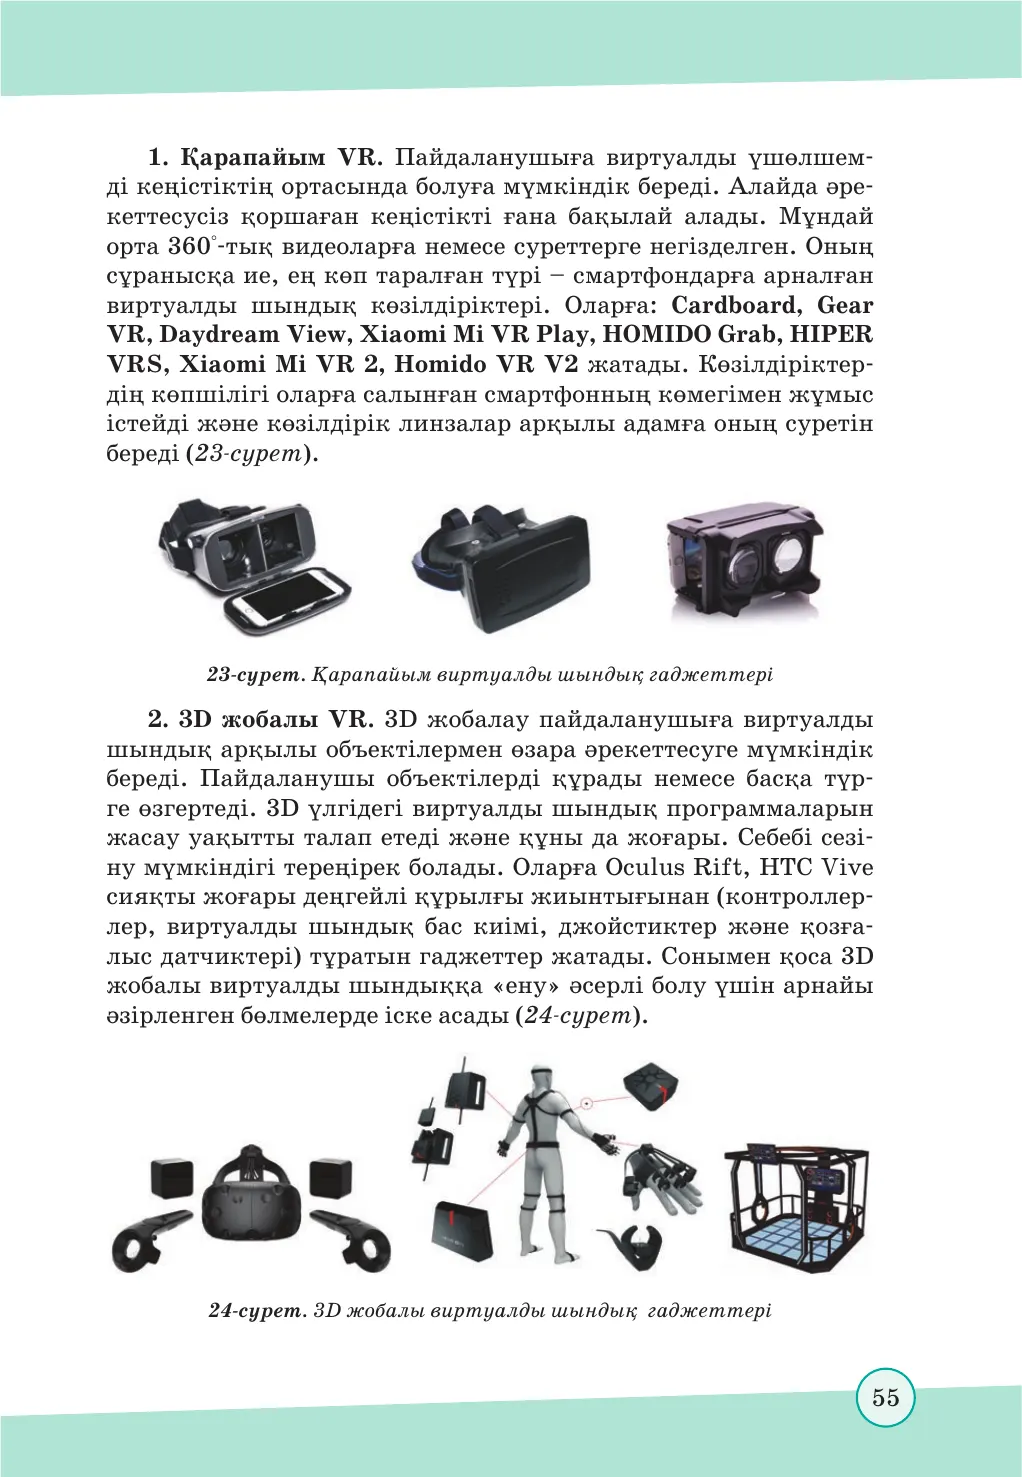 1. Қарапайым VR. Пайдаланушыға виртуалды үшөлшем-
ді кеңістіктің ортасында болуға мүмкіндік береді. Алайда әре-
кеттесусіз қоршаған кеңістікті ғана бақылай алады. Мұндай
орта 360°-тық видеоларға немесе суреттерге негізделген. Оның
сұранысқа ие, ең көп таралған түрі – смартфондарға арналған
виртуалды шындық көзілдіріктері. Оларға: Cardboard, Gear
VR, Daydream View, Xiaomi Mi VR Play, HOMIDO Grab, HIPER
VRS, Xiaomi Mi VR 2, Homido VR V2 жатады. Көзілдіріктер-
дің көпшілігі оларға салынған смартфонның көмегімен жұмыс
істейді және көзілдірік линзалар арқылы адамға оның суретін
береді (23-сурет).
23-сурет. Қарапайым виртуалды шындық гаджеттері
2. 3D жобалы VR. 3D жобалау пайдаланушыға виртуалды
шындық арқылы объектілермен өзара әрекеттесуге мүмкіндік
береді. Пайдаланушы объектілерді құрады немесе басқа түр-
ге өзгертеді. 3D үлгідегі виртуалды шындық программаларын
жасау уақытты талап етеді және құны да жоғары. Себебі сезі-
ну мүмкіндігі тереңірек болады. Оларға Oculus Rift, HTC Vive
сияқты жоғары деңгейлі құрылғы жиынтығынан (контроллер-
лер, виртуалды шындық бас киімі, джойстиктер және қозға-
лыс датчиктері) тұратын гаджеттер жатады. Сонымен қоса 3D
жобалы виртуалды шындыққа «ену» әсерлі болу үшін арнайы
әзірленген бөлмелерде іске асады (24-сурет).
24-сурет. 3D жобалы виртуалды шындық гаджеттері
55